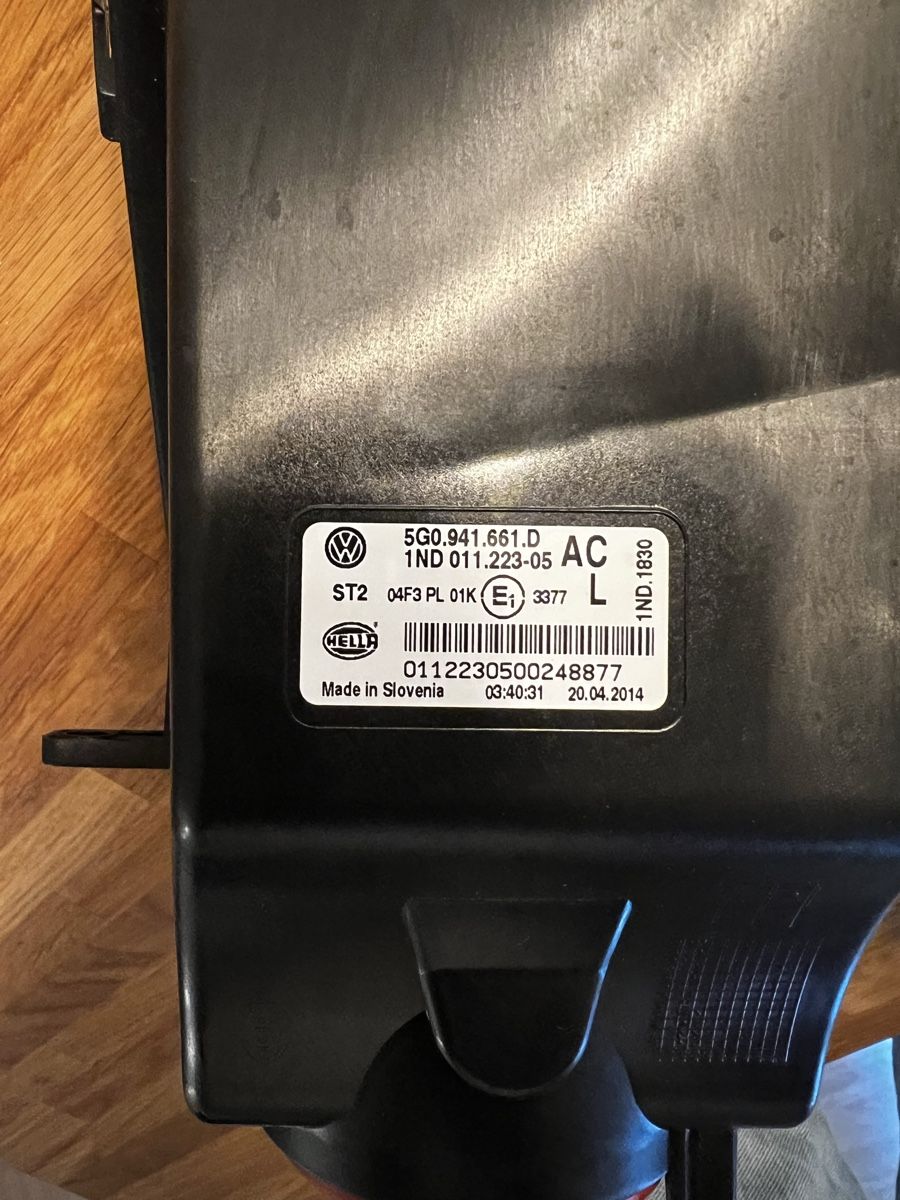 5G0.941.661.D
1ND 011.223-05 AC
ST2 04F3 PL 01K E1 3377 L
1ND.1830
HELLA
0112230500248877
Made in Slovenia 03:40:31 20.04.2014